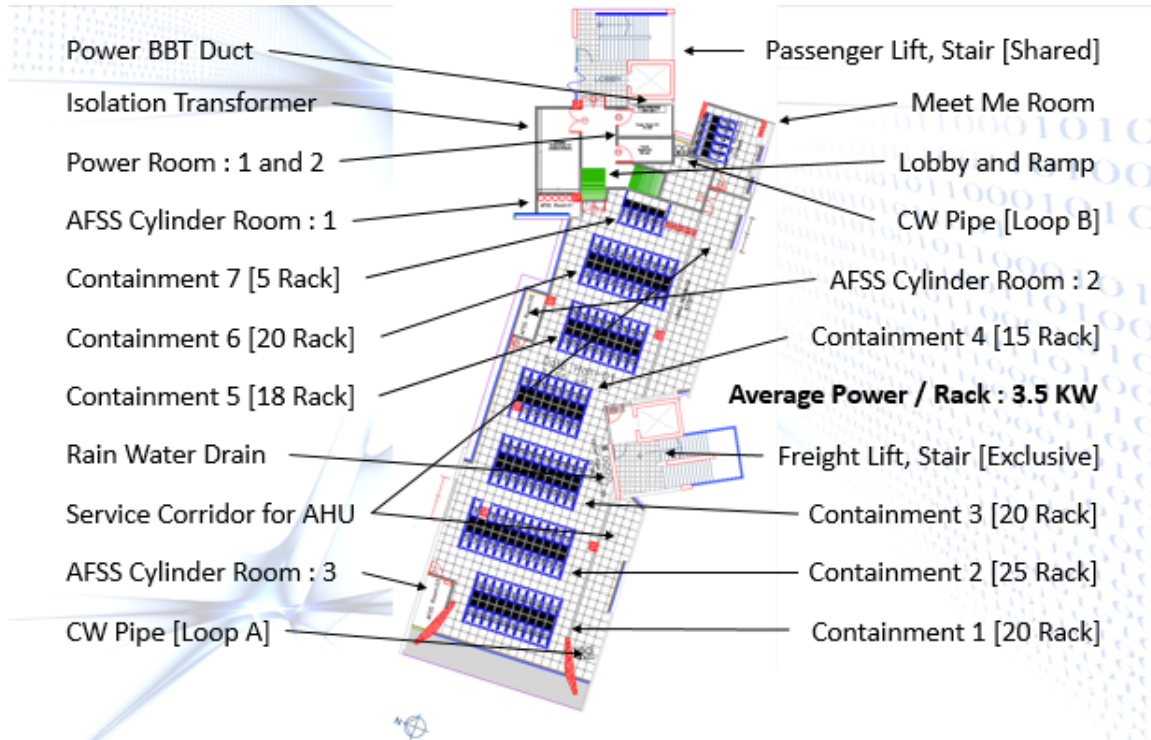 Power BBT Duct
Isolation Transformer
Power Room : 1 and 2
AFSS Cylinder Room : 1
Containment 7 [5 Rack]
Containment 6 [20 Rack]
Containment 5 [18 Rack]
Rain Water Drain
Service Corridor for AHU
AFSS Cylinder Room : 3
CW Pipe [Loop A]
LOBBY
N
Passenger Lift, Stair [Shared]
Meet Me Room
Lobby and Ramp
CW Pipe [Loop B]
AFSS Cylinder Room : 2
Containment 4 [15 Rack]
Average Power / Rack : 3.5 KW
Freight Lift, Stair [Exclusive]
Containment 3 [20 Rack]
Containment 2 [25 Rack]
Containment 1 [20 Rack]